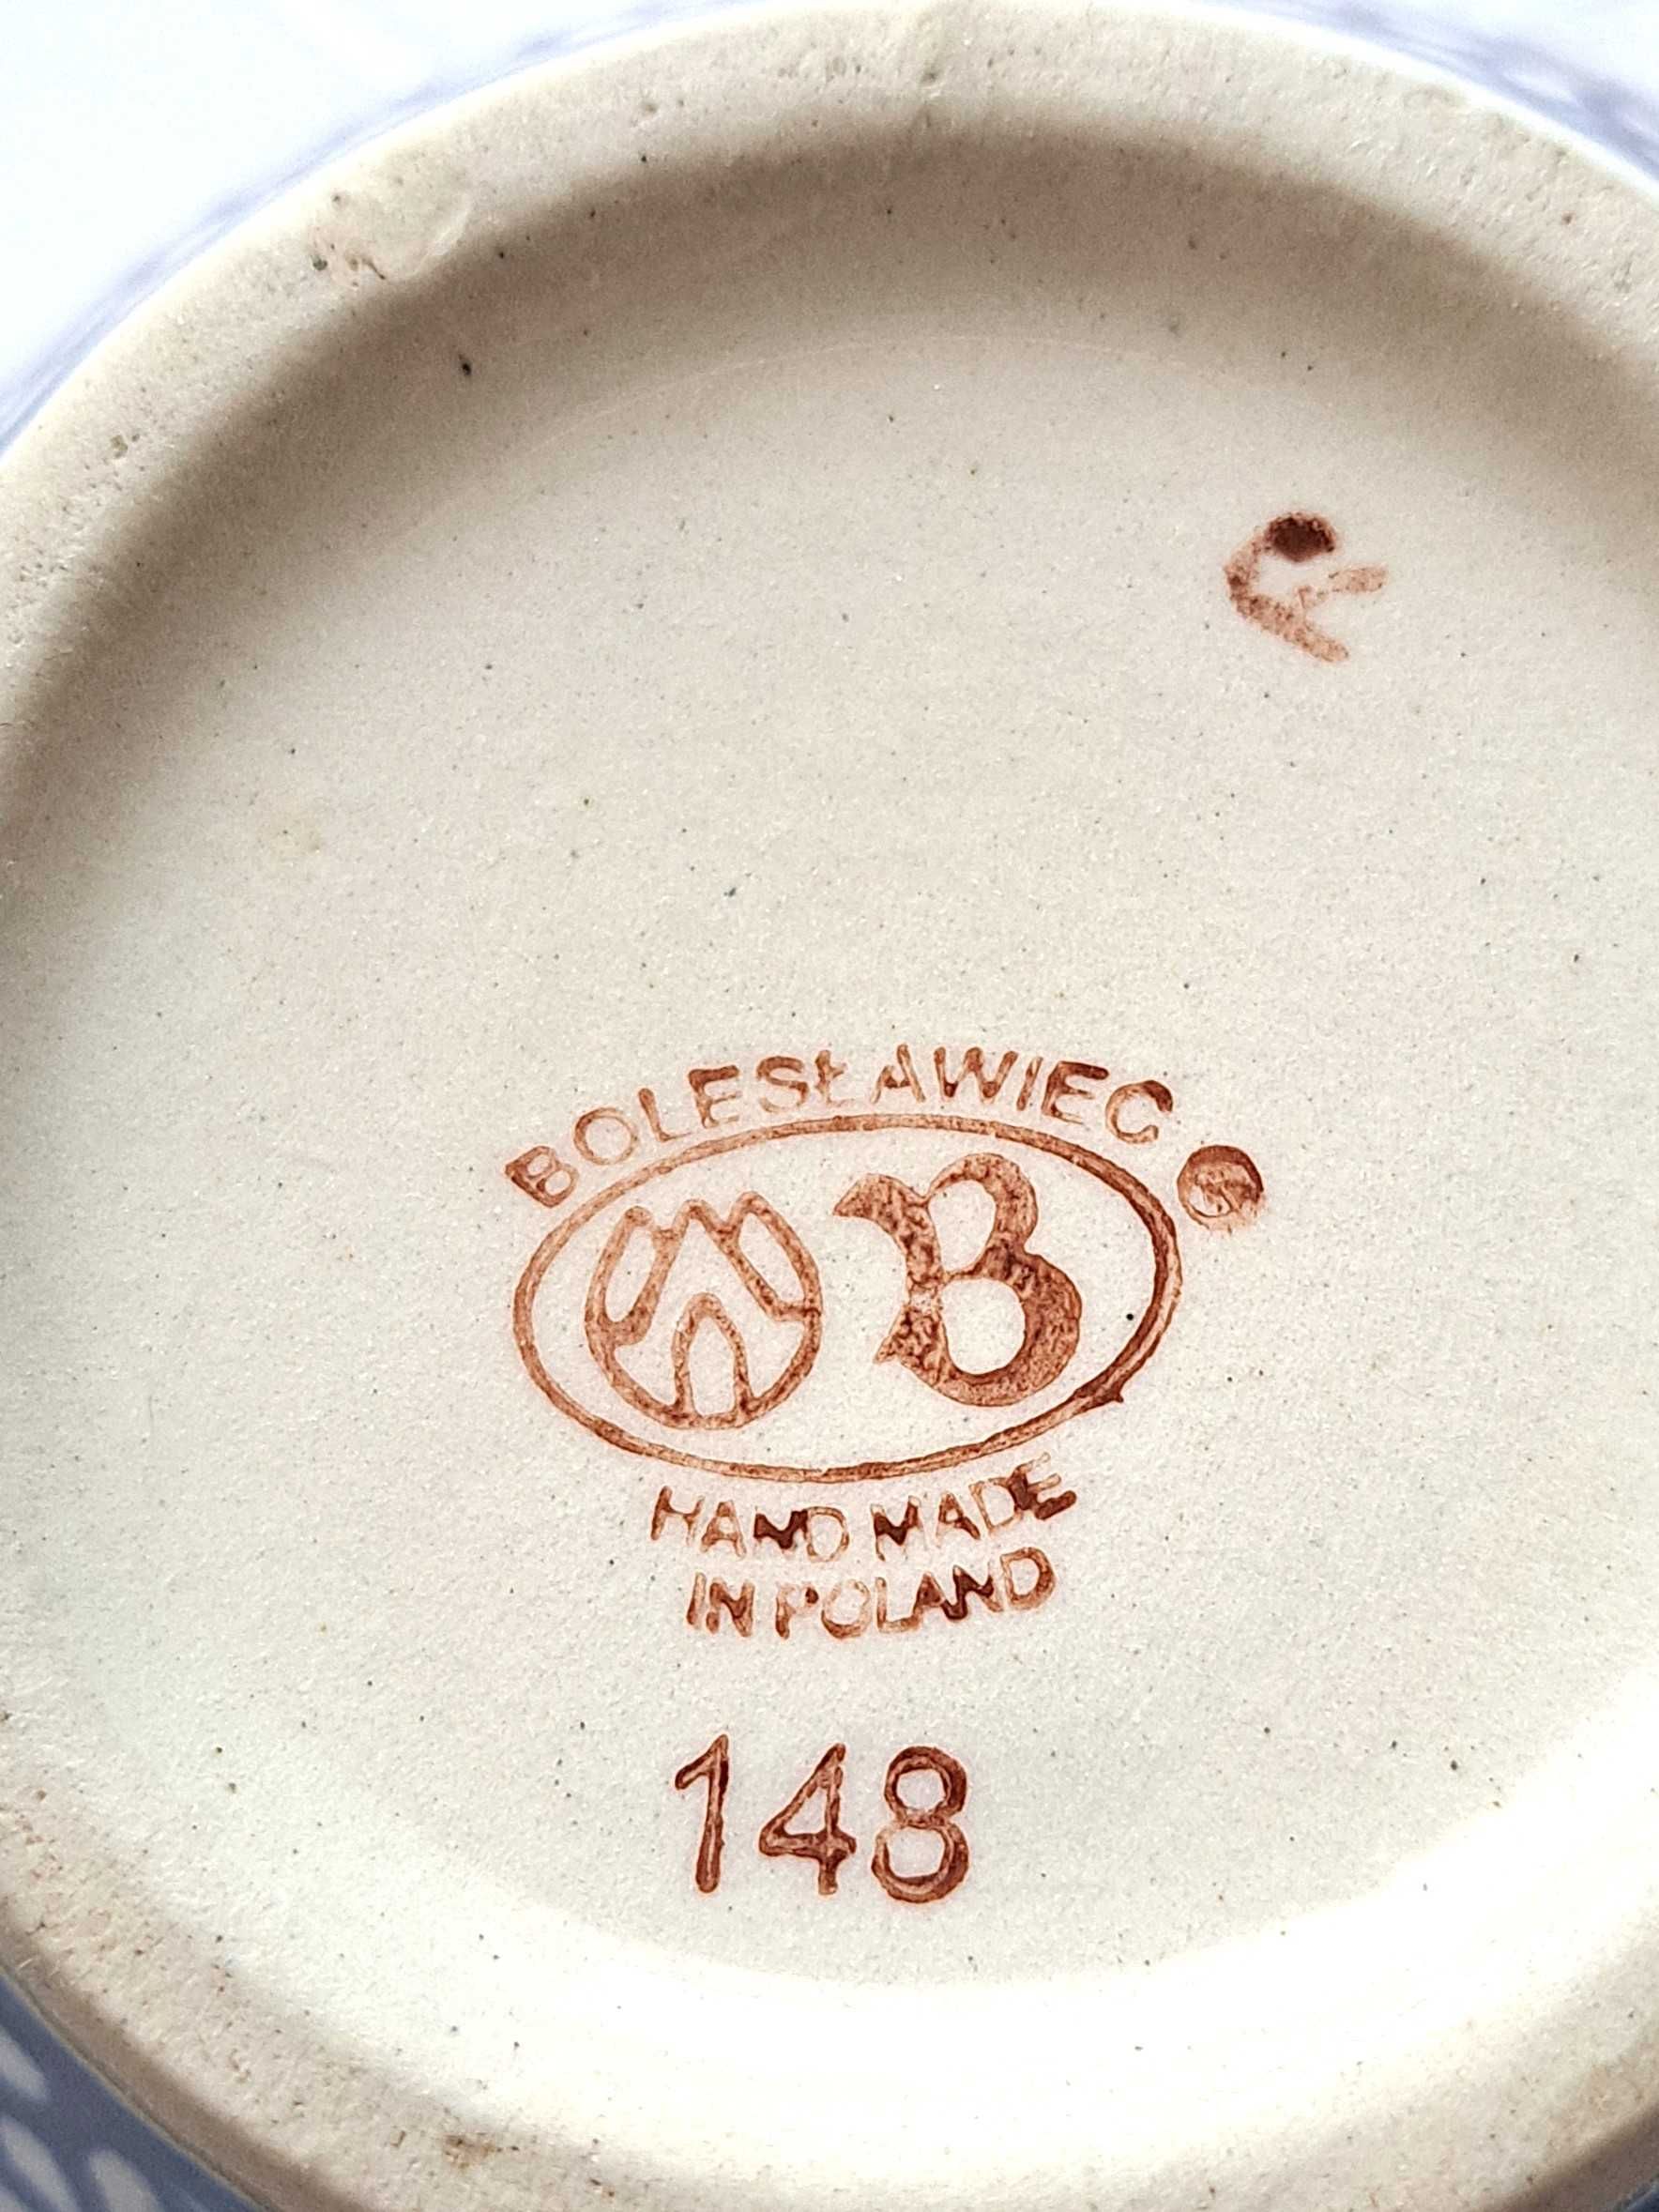 BOLESŁAWIEC
B
HAND MADE
IN POLAND
148